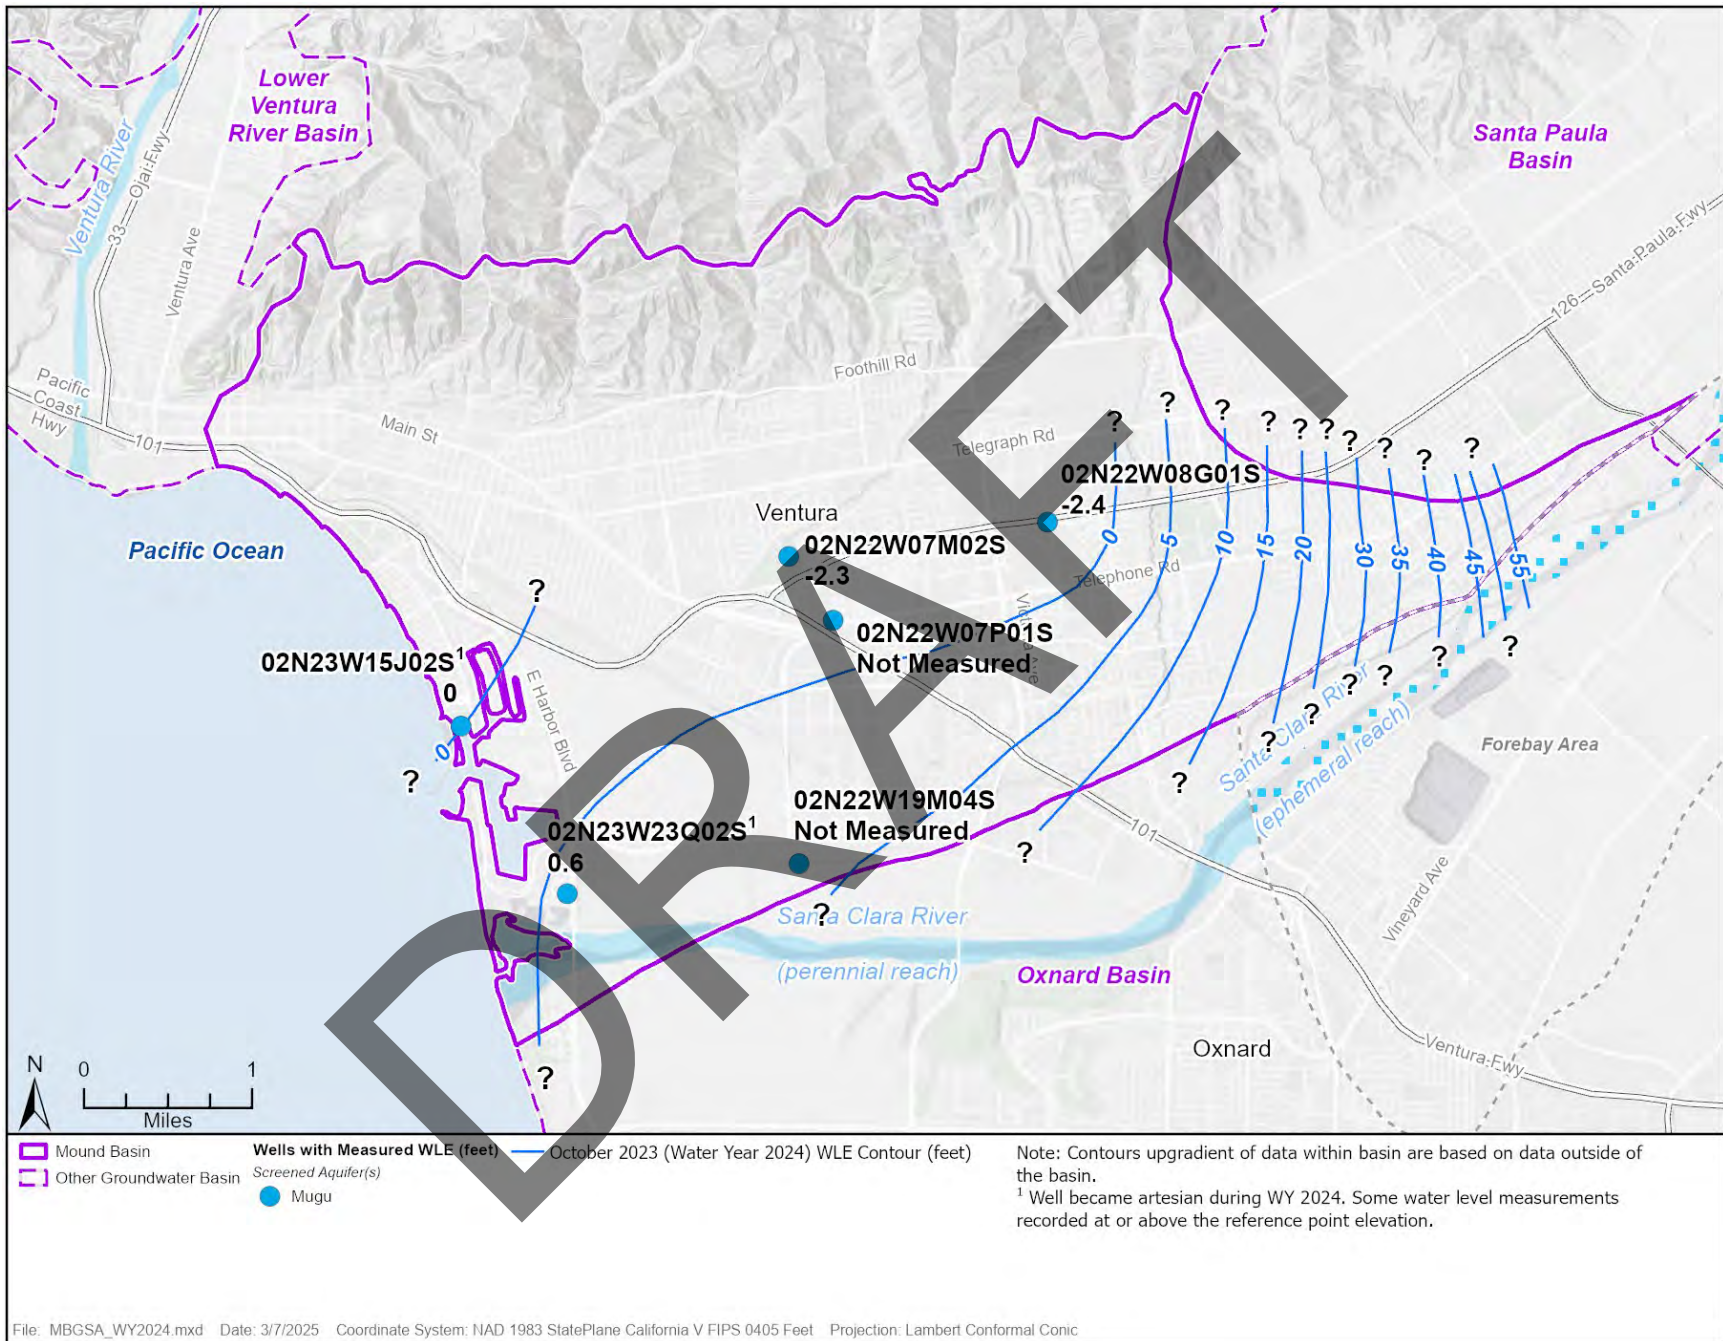 Lower
Ventura
River Basin
Santa Paula
Basin
Ventura River
33
Ojai Fwy
Ventura Ave
126
Santa Paula Fwy
Pacific
Coast
Hwy
101
Main St
Foothill Rd
Telegraph Rd
? ? ? ? ? ? ? ? ? ?
02N22W08G01S
-2.4
Ventura
02N22W07M02S
-2.3
0 5 10 15 20 30 35 40 45 55
Telephone Rd
Pacific Ocean
?
02N22W07P01S
Not Measured
02N23W15J02S1
0
E Harbor Blvd
0
?
? ? ? ? ? ? ?
Santa Clara River
(ephemeral reach)
Forebay Area
02N22W19M04S
Not Measured
02N23W23Q02S1
0.6
?
101
Vineyard Ave
?
Santa Clara River
(perennial reach)
Oxnard Basin
Oxnard
Ventura Fwy
?
DRAFT
N
0 1
Miles
Mound Basin
Other Groundwater Basin
Wells with Measured WLE (feet)
Screened Aquifer(s)
Mugu
October 2023 (Water Year 2024) WLE Contour (feet)
Note: Contours upgradient of data within basin are based on data outside of
the basin.
1 Well became artesian during WY 2024. Some water level measurements
recorded at or above the reference point elevation.
File: MBGSA_WY2024.mxd Date: 3/7/2025 Coordinate System: NAD 1983 StatePlane California V FIPS 0405 Feet Projection: Lambert Conformal Conic